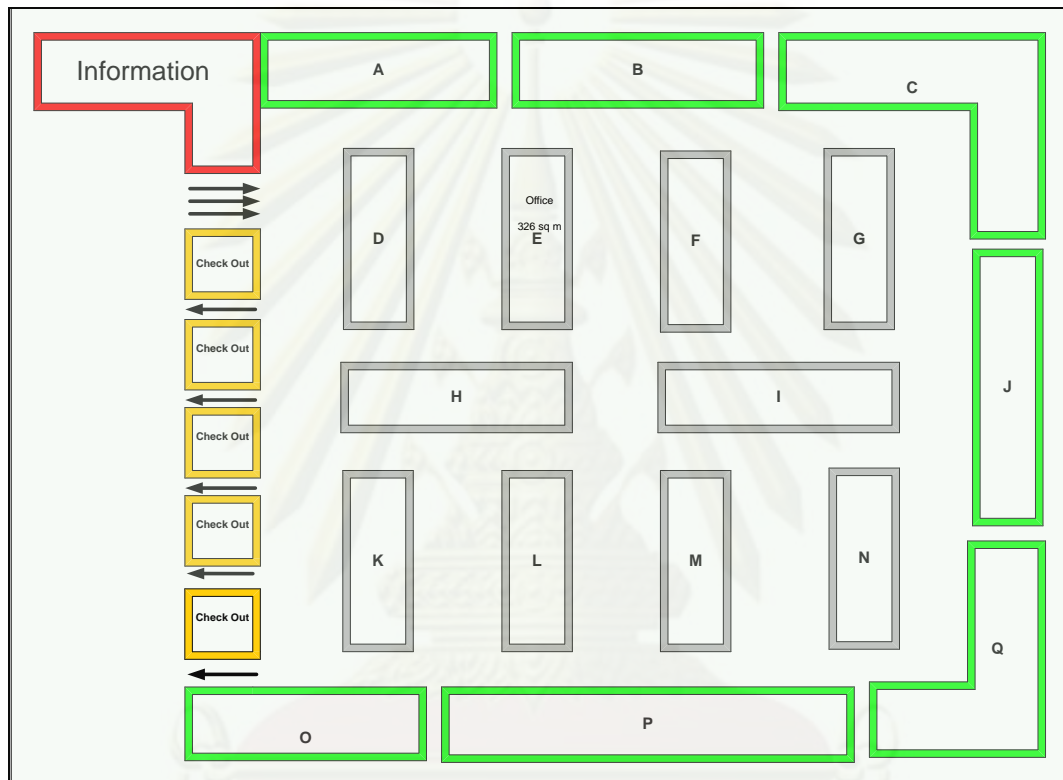 Information
A
B
C
Office
326 sq m
D
E
F
G
Check Out
Check Out
H
I
J
Check Out
Check Out
K
L
M
N
Check Out
Q
O
P